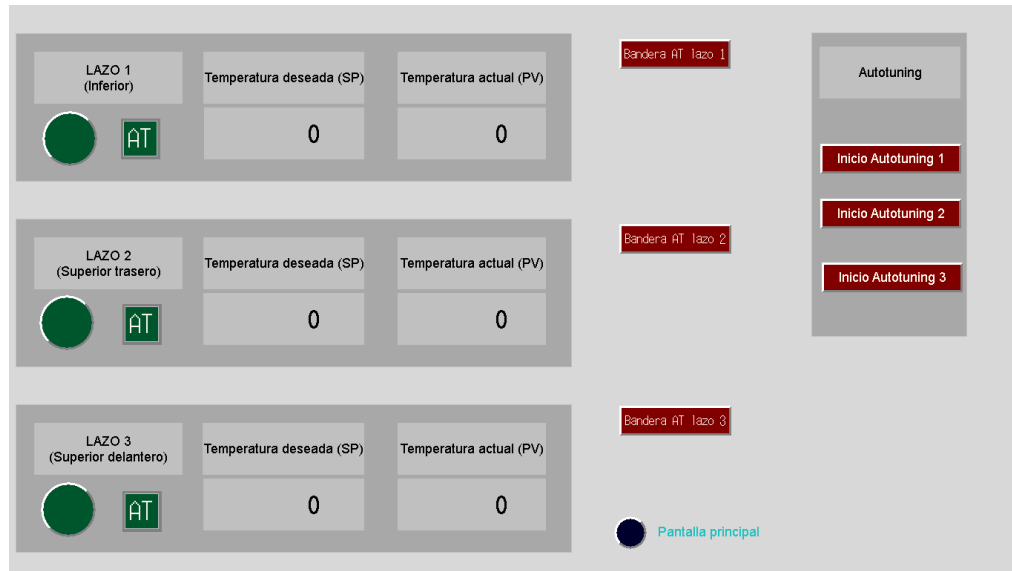 LAZO 1
(Inferior)
Temperatura deseada (SP)
Temperatura actual (PV)
AT
0
0
Bandera AT lazo 1
LAZO 2
(Superior trasero)
Temperatura deseada (SP)
Temperatura actual (PV)
AT
0
0
Bandera AT lazo 2
LAZO 3
(Superior delantero)
Temperatura deseada (SP)
Temperatura actual (PV)
AT
0
0
Bandera AT lazo 3
Pantalla principal
Autotuning
Inicio Autotuning 1
Inicio Autotuning 2
Inicio Autotuning 3